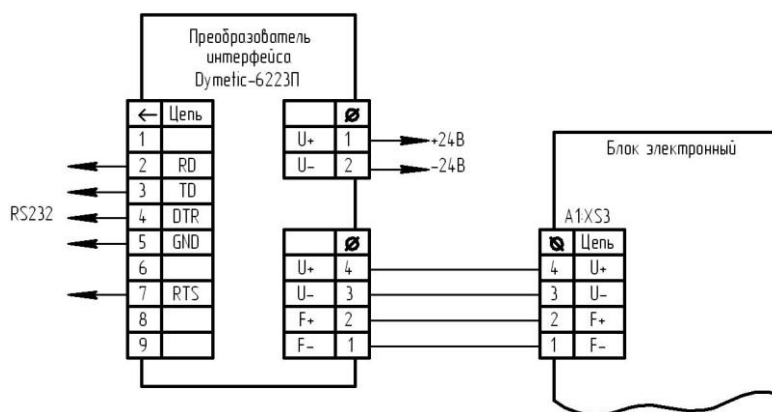 Преобразователь
интерфейса
Dymetic-6223П
← Цепь
1
2 RD
3 TD
4 DTR
5 GND
6
7 RTS
8
9
RS232
Ø
U+ 1 +24В
U- 2 -24В
Ø
U+ 4
U- 3
F+ 2
F- 1
Блок электронный
A1:XS3
Ø Цепь
4 U+
3 U-
2 F+
1 F-